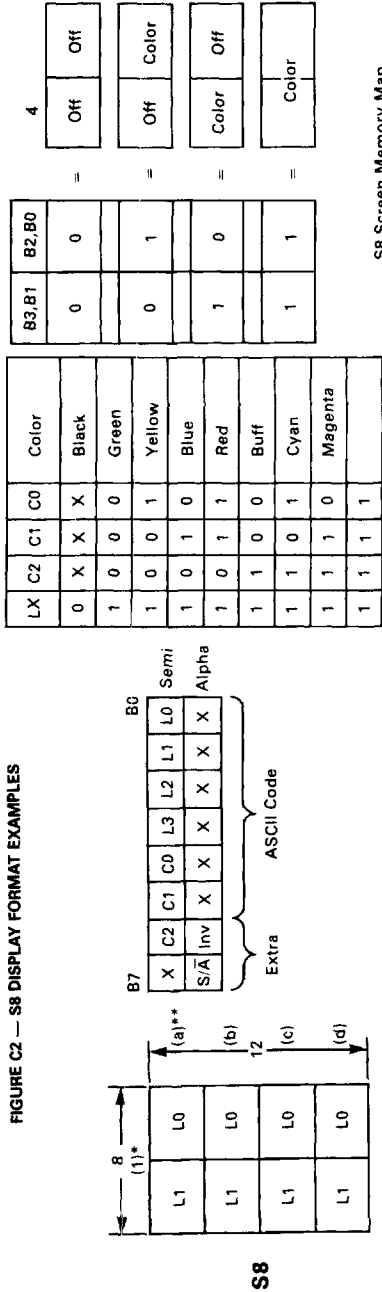 FIGURE C2 — S8 DISPLAY FORMAT EXAMPLES
S8
8
(1)*
L1 L0
L1 L0
L1 L0
L1 L0
(a)**
(b)
12
(c)
(d)
B7 B0
X C2 C1 C0 L3 L2 L1 L0 Semi
S/A̅ Inv X X X X X X Alpha
Extra ASCII Code
LX C2 C1 C0 Color
0 X X X Black
1 0 0 0 Green
1 0 0 1 Yellow
1 0 1 0 Blue
1 0 1 1 Red
1 1 0 0 Buff
1 1 0 1 Cyan
1 1 1 0 Magenta
1 1 1 1
B3,B1 B2,B0 4
0 0 = Off Off
0 1 = Off Color
1 0 = Color Off
1 1 = Color
S8 Screen Memory Map